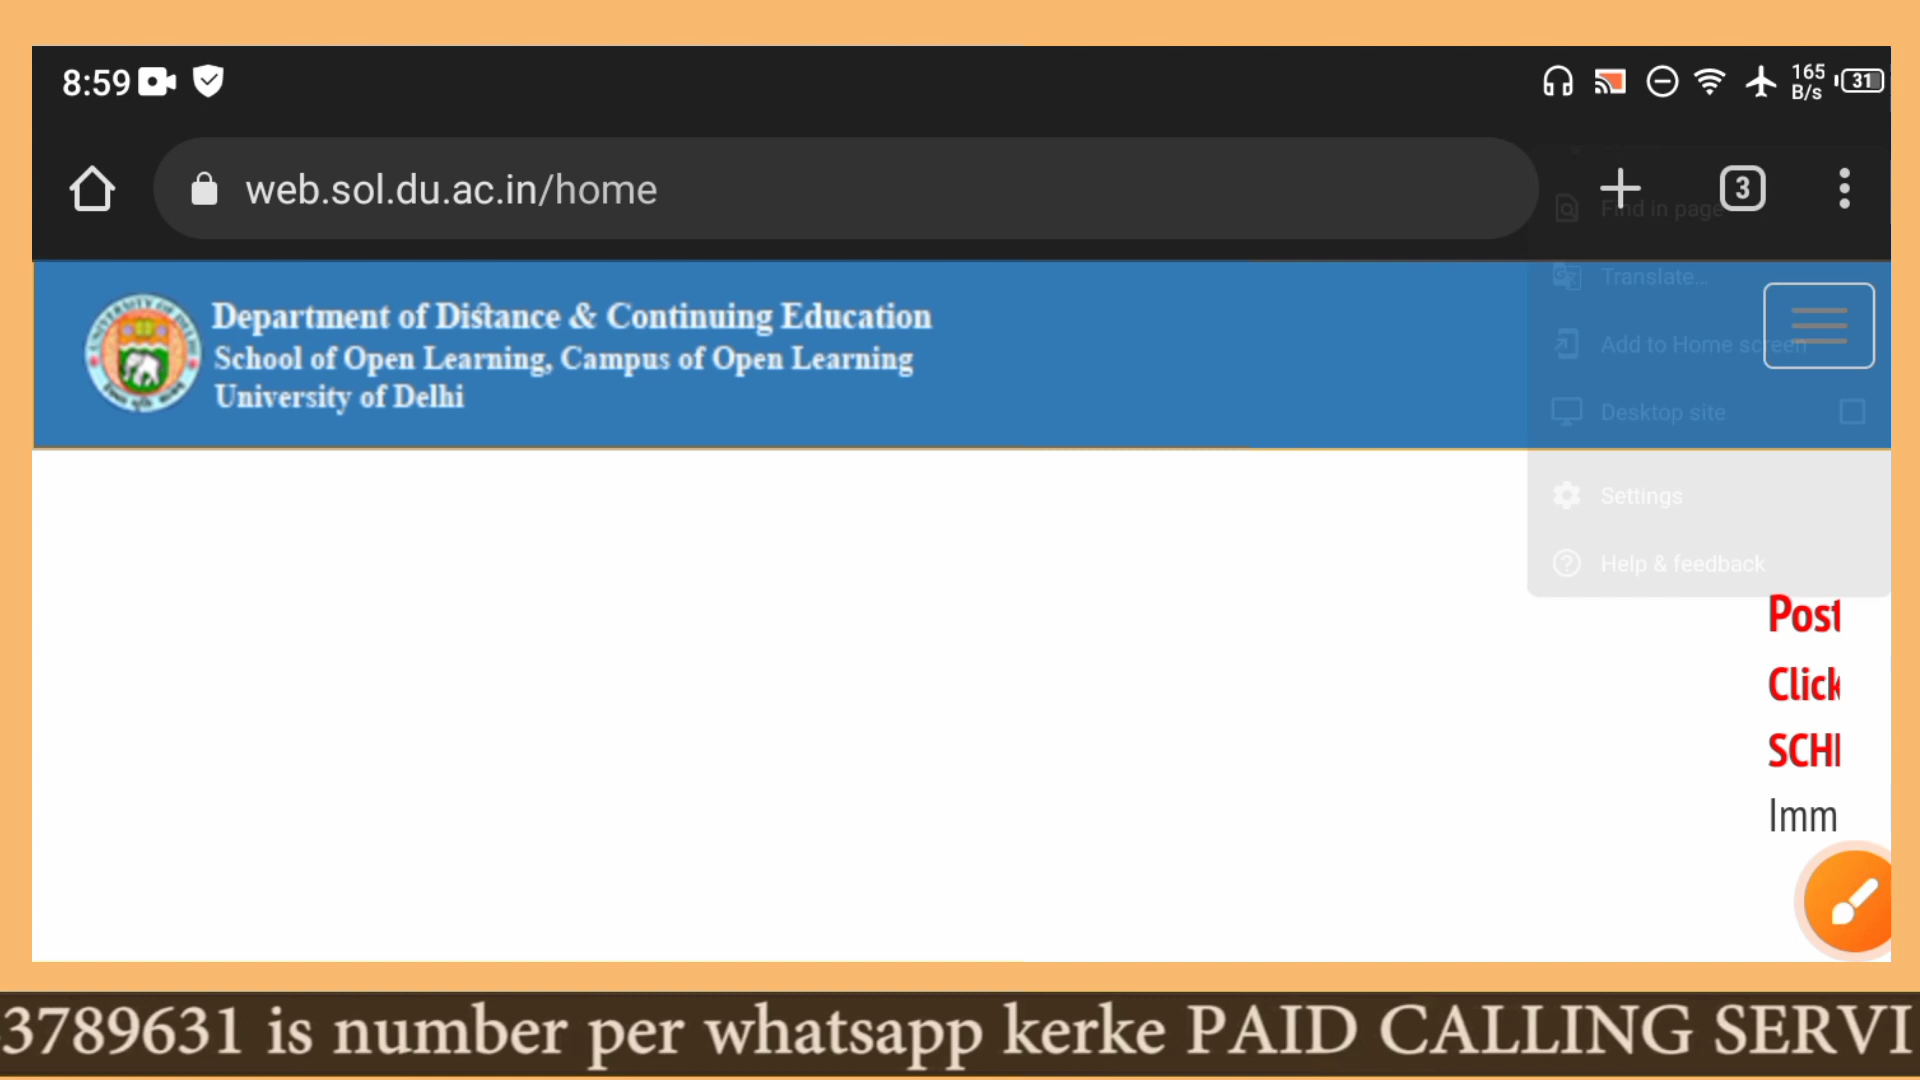 8:59
165
B/s
31
web.sol.du.ac.in/home
3
Find in page
Translate...
Add to Home screen
Desktop site
Settings
Help & feedback
Department of Distance & Continuing Education
School of Open Learning, Campus of Open Learning
University of Delhi
Post
Click
SCH
Imm
3789631 is number per whatsapp kerke PAID CALLING SERVI